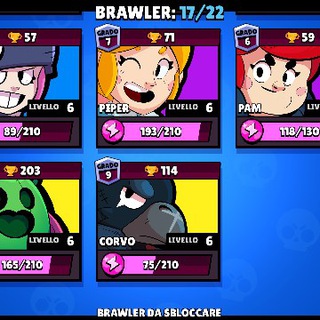 BRAWLER: 17/22
57
GRADO 7
71
GRADO 6
59
LIVELLO 6
PIPER LIVELLO 6
PAM LIVELLO 6
89/210
193/210
118/130
203
GRADO 9
114
LIVELLO 6
CORVO LIVELLO 6
165/210
75/210
BRAWLER DA SBLOCCARE